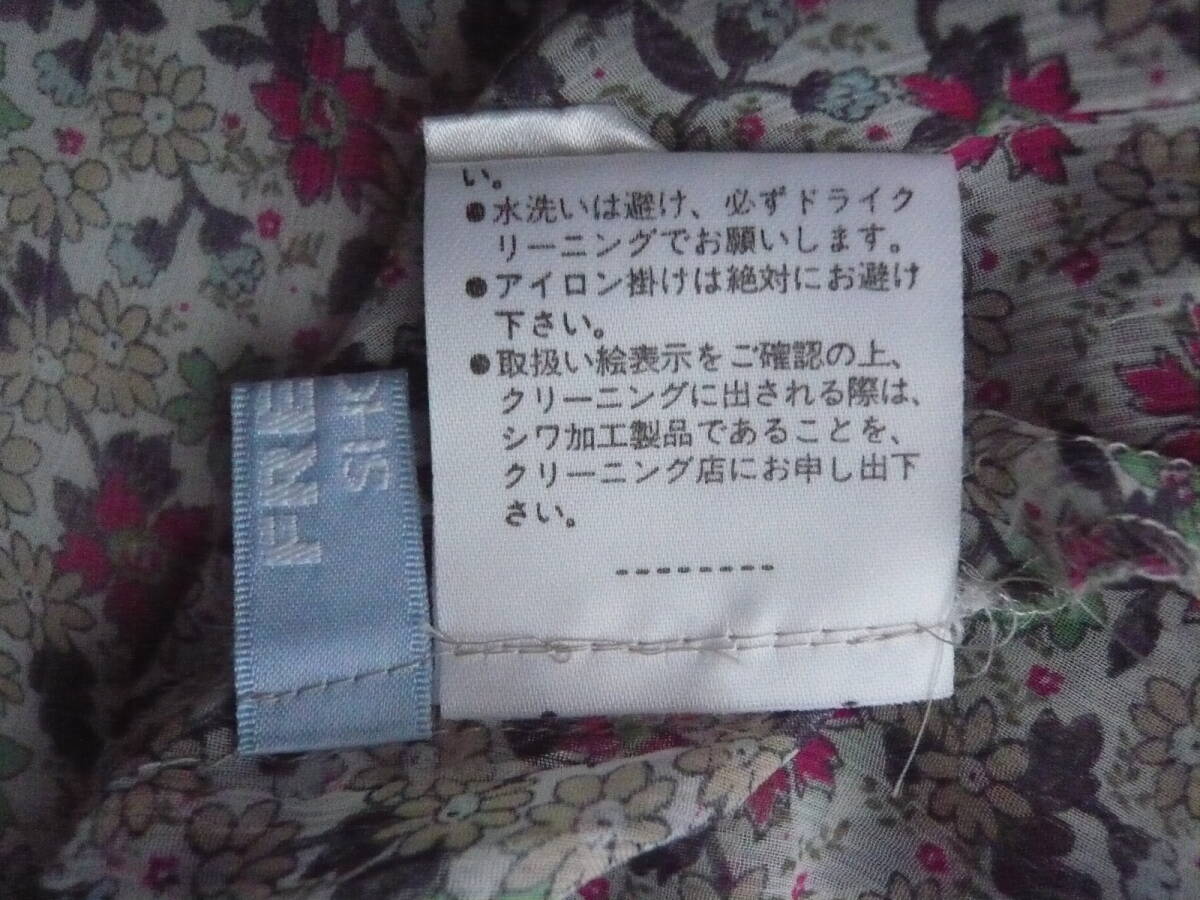 い。
●水洗いは避け、必ずドライク
リーニングでお願いします。
●アイロン掛けは絶対にお避け
下さい。
●取扱い絵表示をご確認の上、
クリーニングに出される際は、
シワ加工製品であることを、
クリーニング店にお申し出下
さい。
--------
FRE